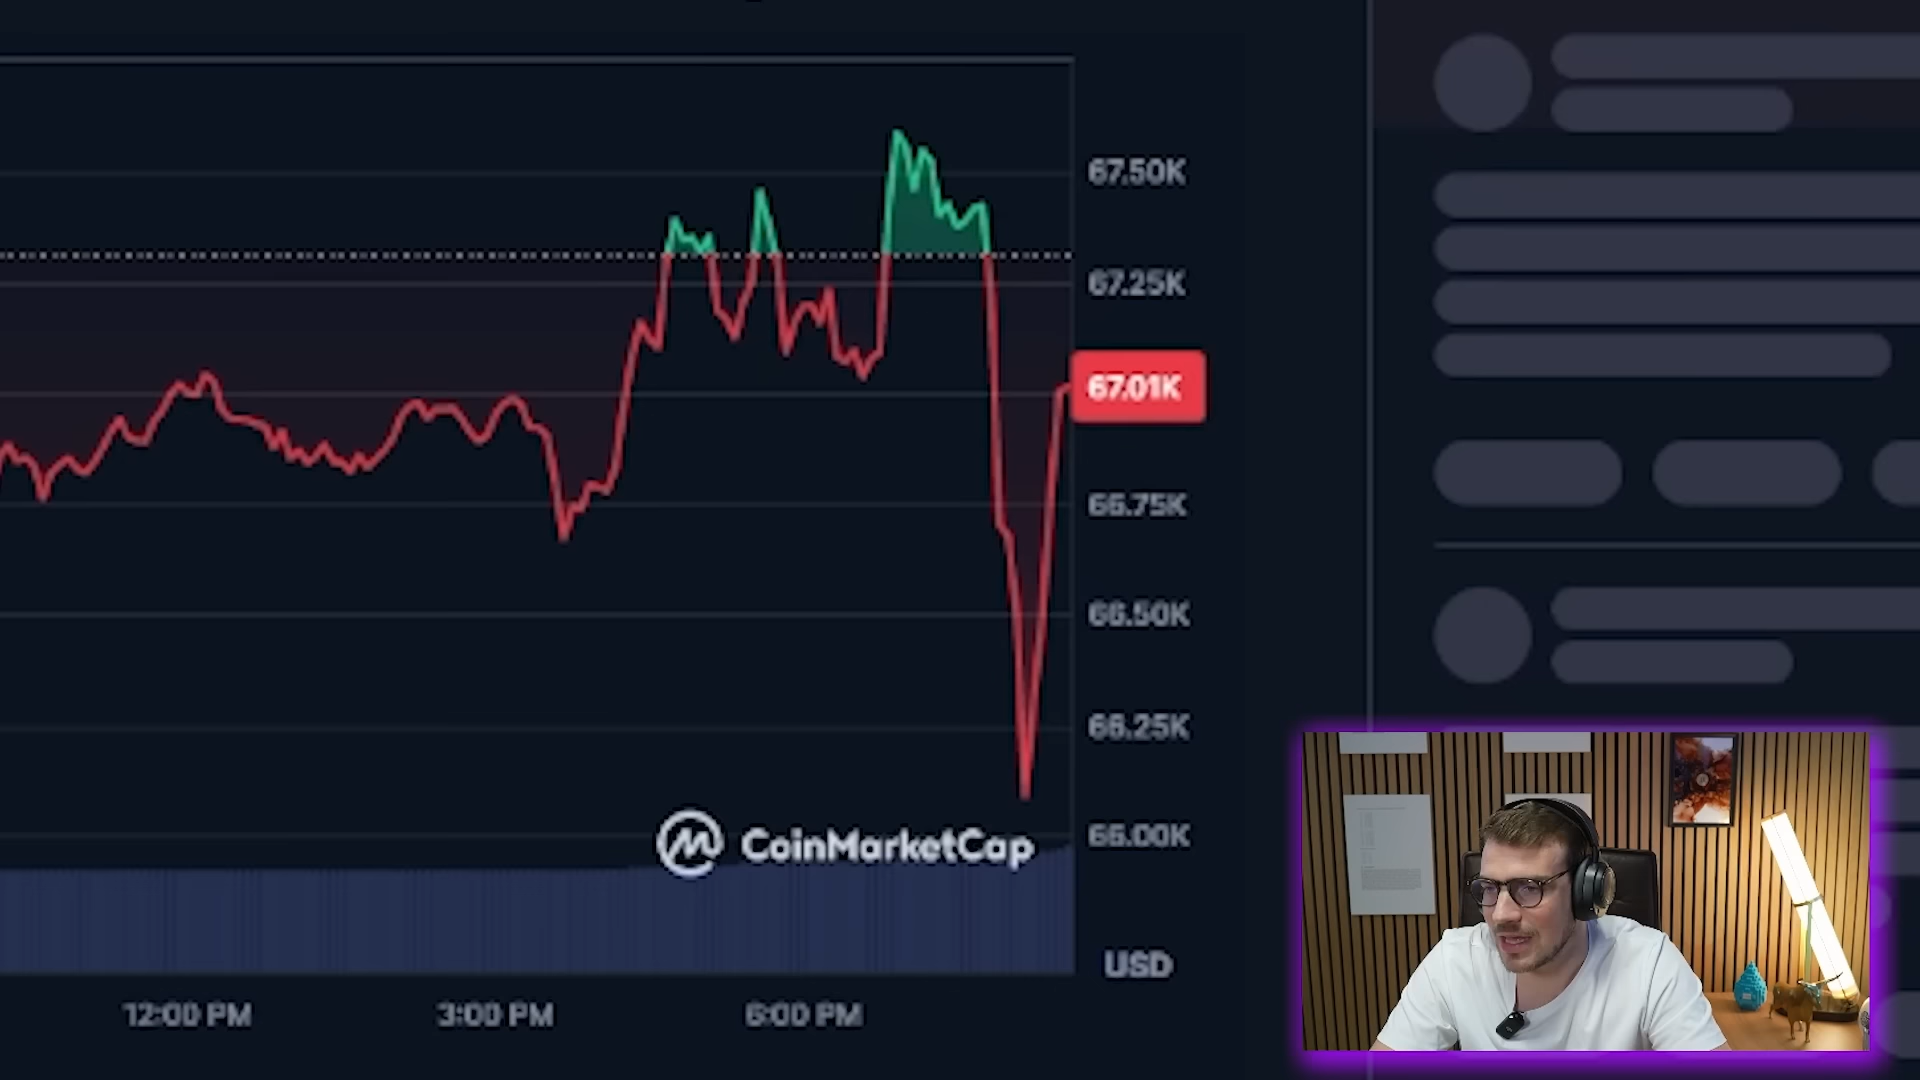 67.50K
67.25K
67.01K
66.75K
66.50K
66.25K
66.00K
CoinMarketCap
USD
12:00 PM
3:00 PM
6:00 PM